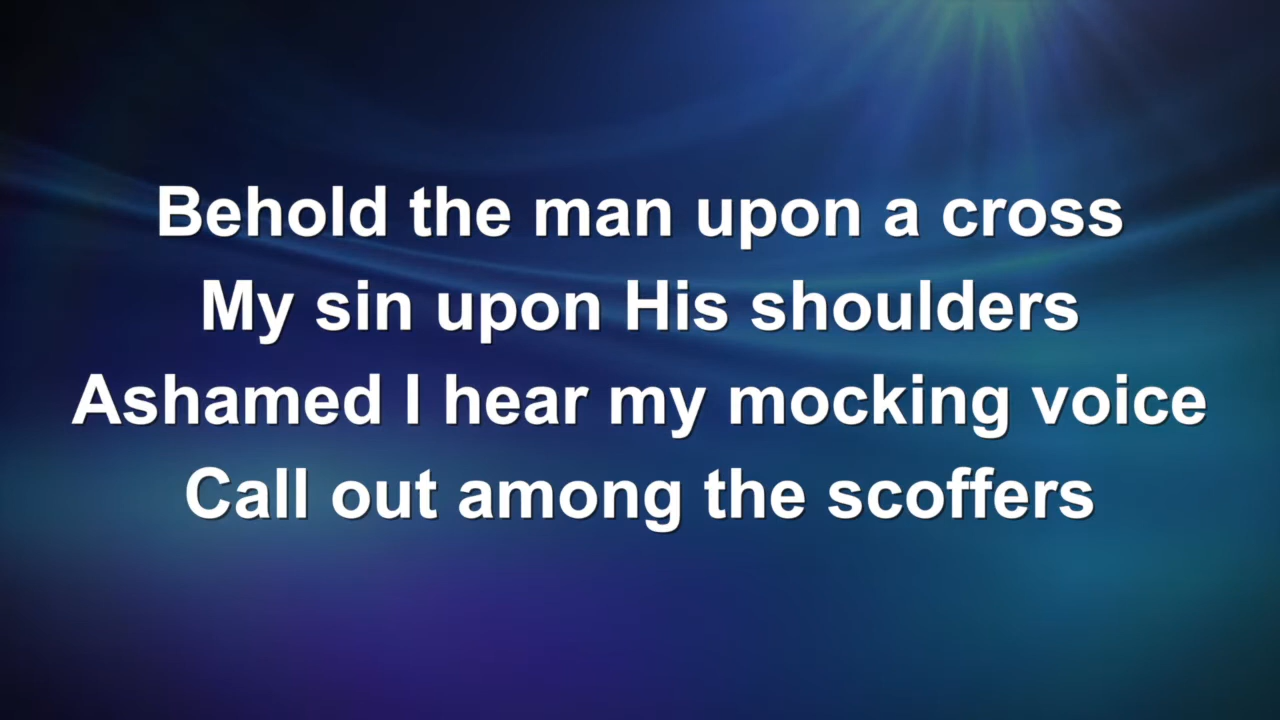 Behold the man upon a cross
My sin upon His shoulders
Ashamed I hear my mocking voice
Call out among the scoffers